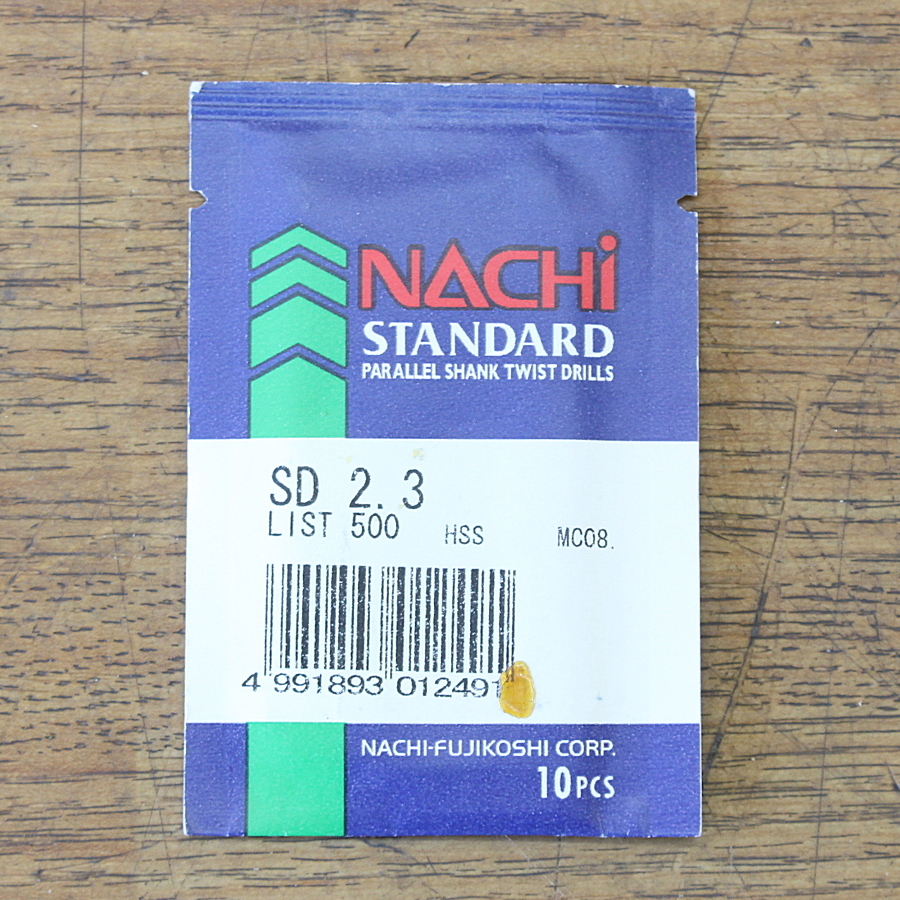 NACHi
STANDARD
PARALLEL SHANK TWIST DRILLS
SD 2.3
LIST 500 HSS MC08.
4 991893 012491
NACHI-FUJIKOSHI CORP.
10PCS